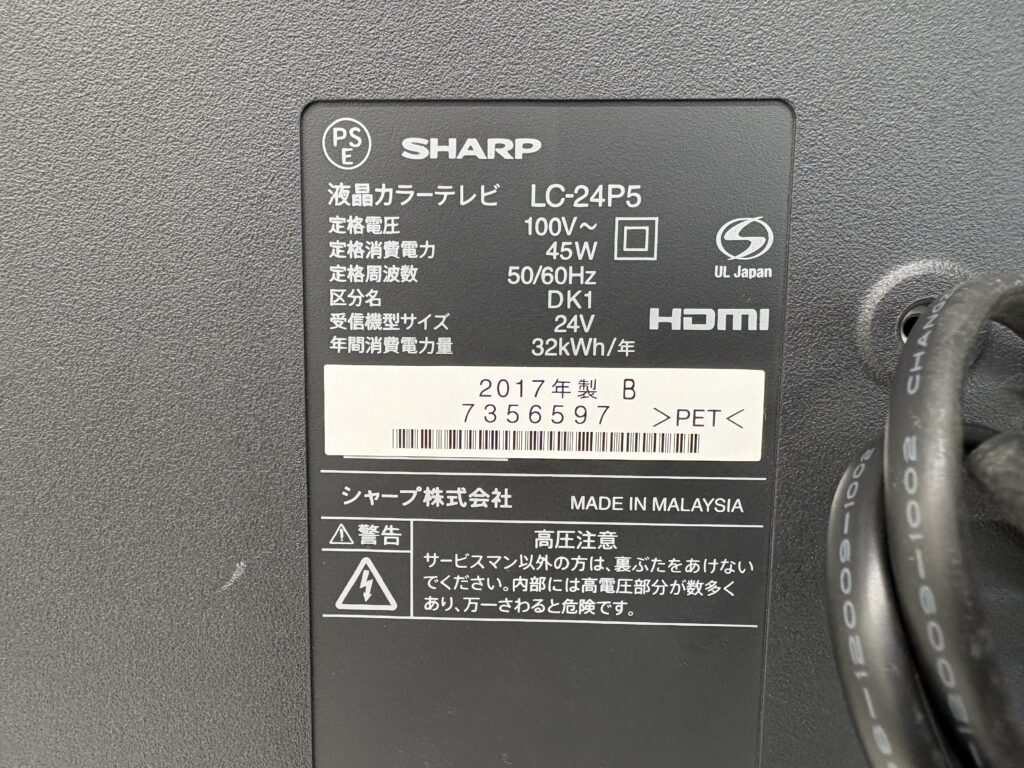 PS
E
SHARP
液晶カラーテレビ LC-24P5
定格電圧 100V～
定格消費電力 45W
定格周波数 50/60Hz
区分名 DK1
受信機型サイズ 24V
年間消費電力量 32kWh/年
UL Japan
HDMI
2017年製 B
7356597 >PET<
シャープ株式会社 MADE IN MALAYSIA
警告
高圧注意
サービスマン以外の方は、裏ぶたをあけない
でください。内部には高電圧部分が数多く
あり、万一さわると危険です。
-12009-1002
12009-1002 CHANG